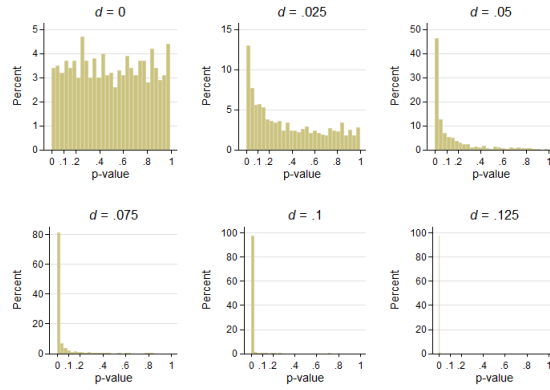 d = 0
d = .025
d = .05
5
4
3
2
1
0
Percent
0 .1 .2 .4 .6 .8 1
p-value
15
10
5
0
Percent
0 .1 .2 .4 .6 .8 1
p-value
50
40
30
20
10
0
Percent
0 .1 .2 .4 .6 .8 1
p-value
d = .075
d = .1
d = .125
80
60
40
20
0
Percent
0 .1 .2 .4 .6 .8 1
p-value
100
80
60
40
20
0
Percent
0 .1 .2 .4 .6 .8 1
p-value
100
80
60
40
20
0
Percent
0 .1 .2 .4 .6 .8 1
p-value